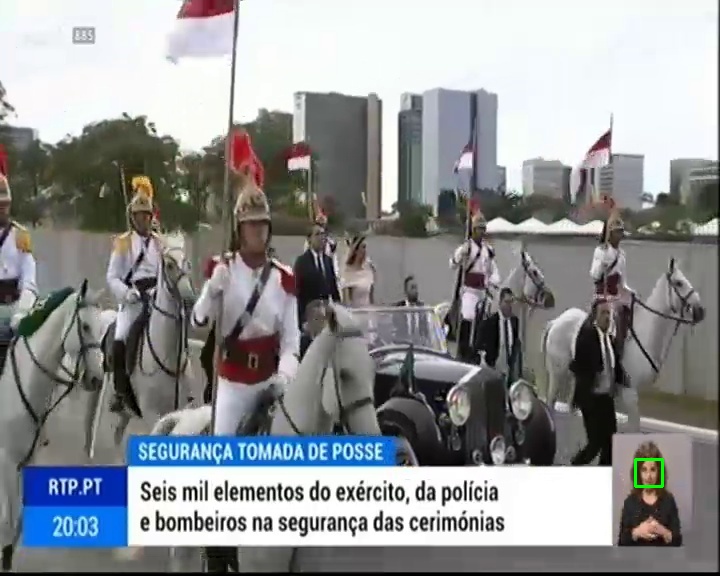 885
SEGURANÇA TOMADA DE POSSE
RTP.PT
Seis mil elementos do exército, da polícia
20:03
e bombeiros na segurança das cerimónias